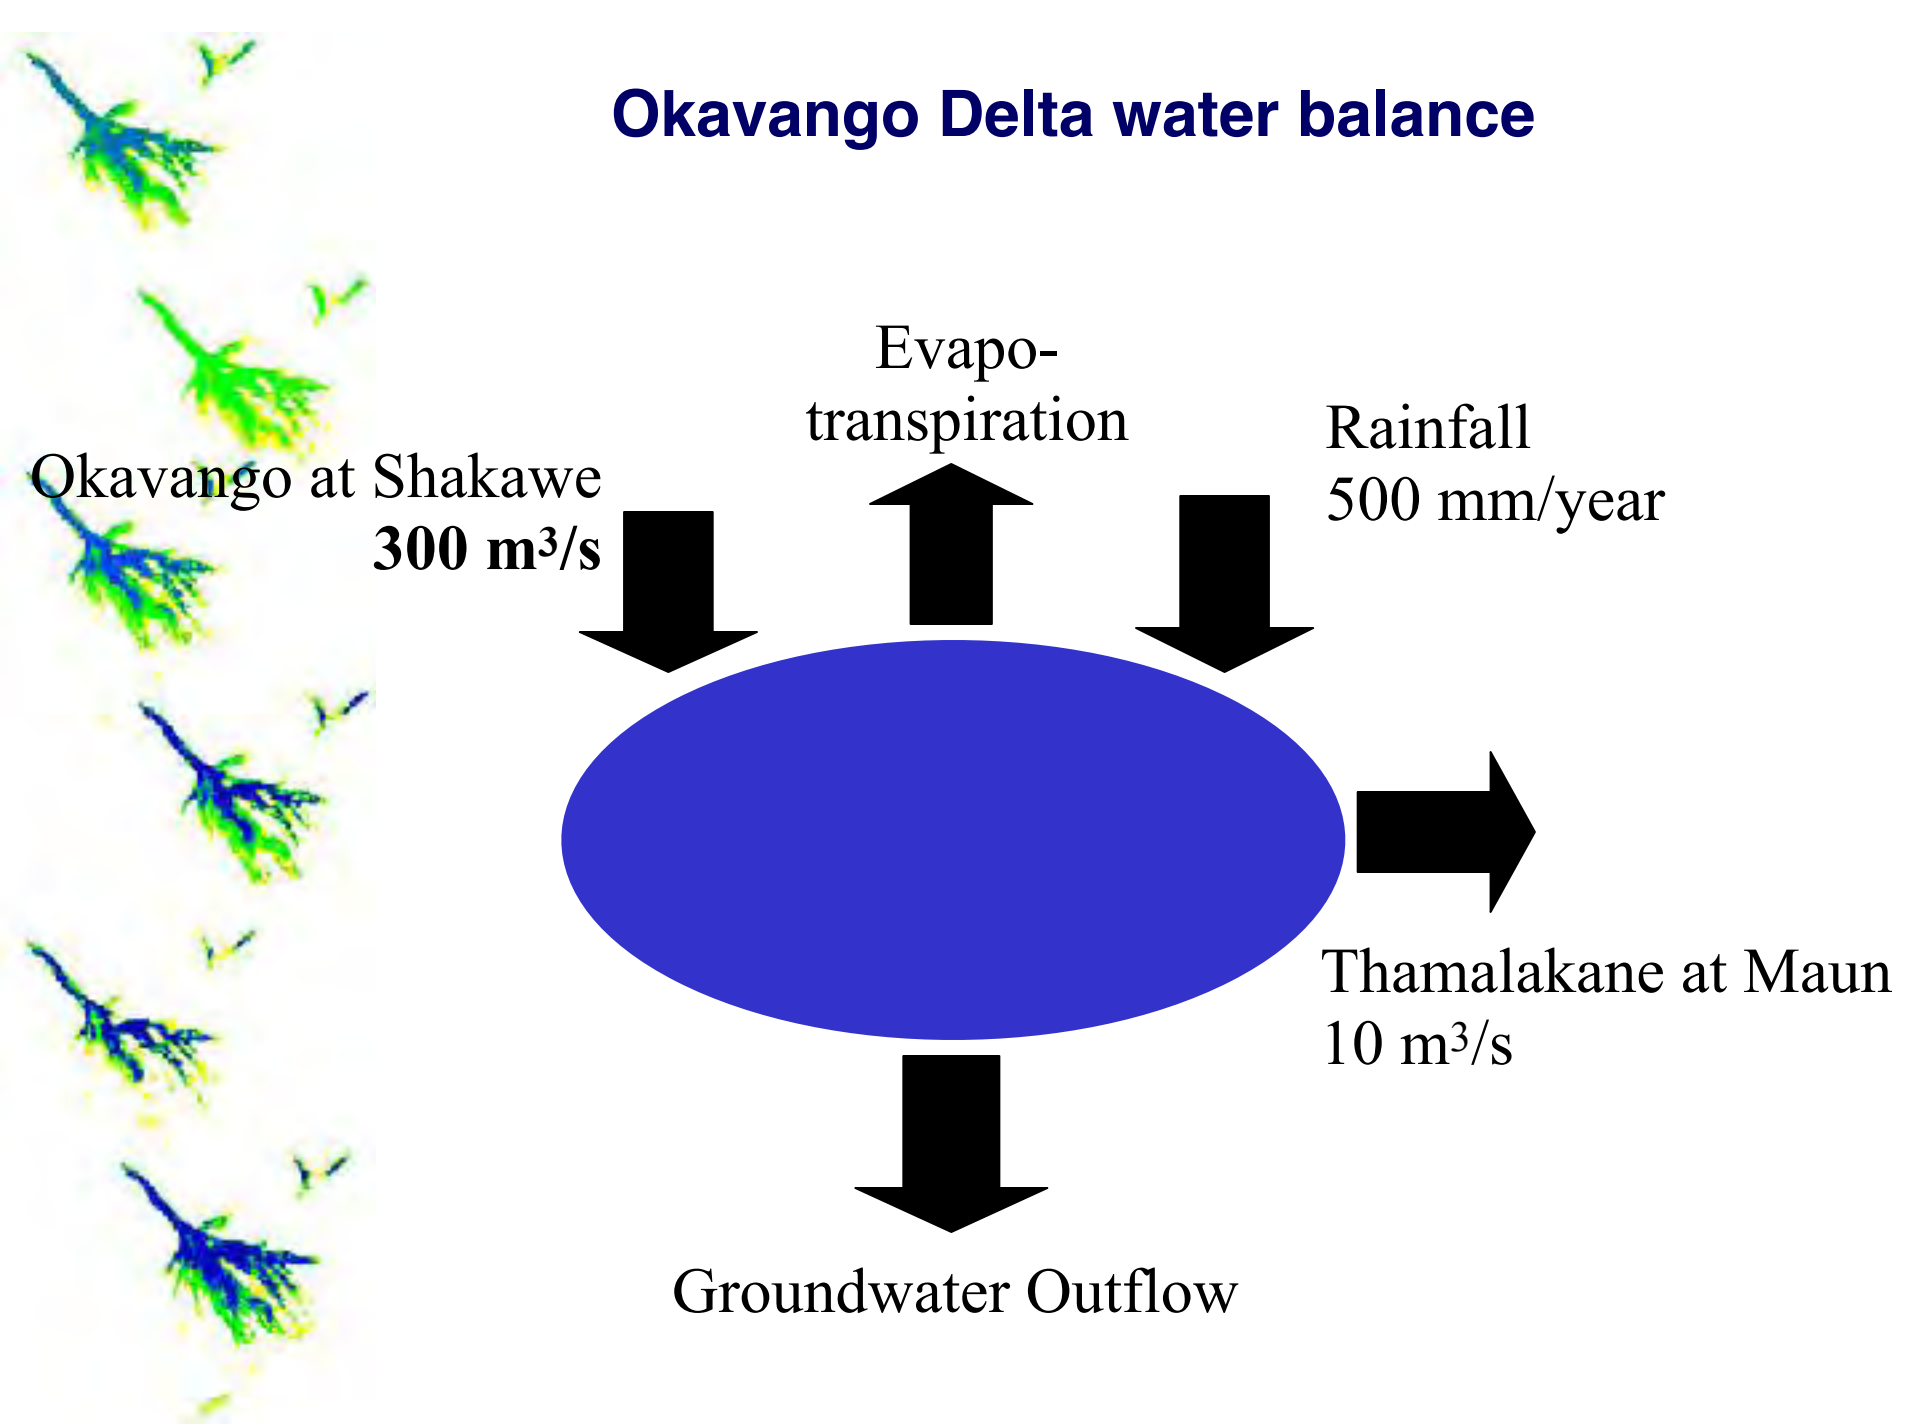 Okavango Delta water balance
Evapo-
transpiration
Rainfall
500 mm/year
Okavango at Shakawe
300 m³/s
Thamalakane at Maun
10 m³/s
Groundwater Outflow